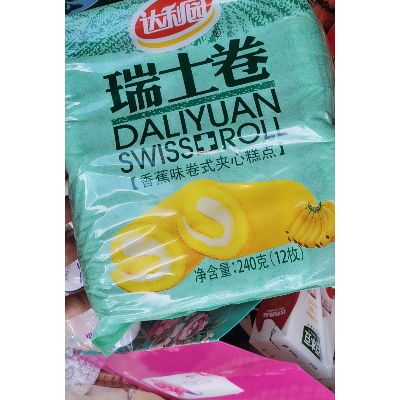 达利园®
瑞士卷
DALIYUAN
SWISS ROLL
【香蕉味卷式夹心糕点】
净含量:240克(12枚)